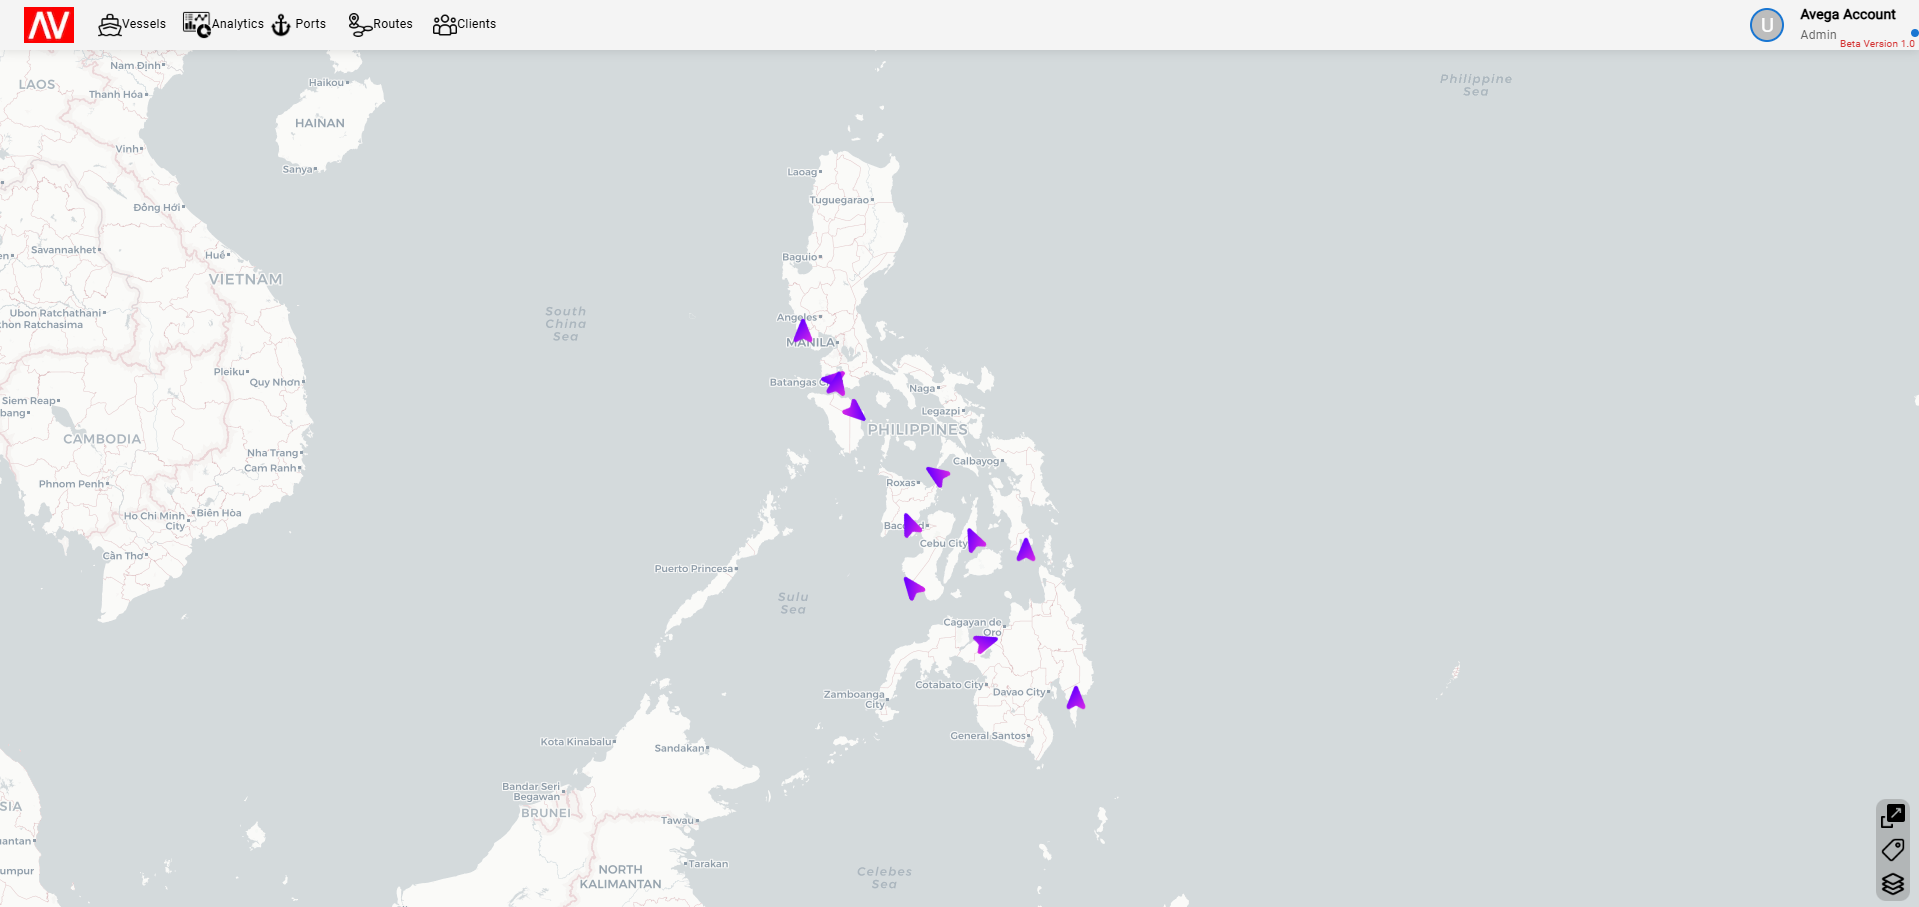 AV
Vessels
Analytics
Ports
Routes
Clients
U
Avega Account
Admin
Beta Version 1.0
Nam Định
LAOS
Haikou
Thanh Hóa
Philippine
Sea
HAINAN
Vinh
Sanya
Laoag
Tuguegarao
Đồng Hới
Savannakhet
Huế
Baguio
VIETNAM
Ubon Ratchathani
hon Ratchasima
South
China
Sea
Angeles
MANILA
Pleiku
Quy Nhơn
Batangas
Naga
Siem Reap
bang
Legazpi
PHILIPPINES
CAMBODIA
Nha Trang
Cam Ranh
Calbayog
Phnom Penh
Roxas
Ho Chi Minh
City
Biên Hòa
Cebu City
Cần Thơ
Puerto Princesa
Sulu
Sea
Cagayan de
Oro
Cotabato City
Davao City
Zamboanga
City
General Santos
Kota Kinabalu
Sandakan
Bandar Seri
Begawan
BRUNEI
SIA
Tawau
uantan
Tarakan
NORTH
KALIMANTAN
Celebes
Sea
umpur